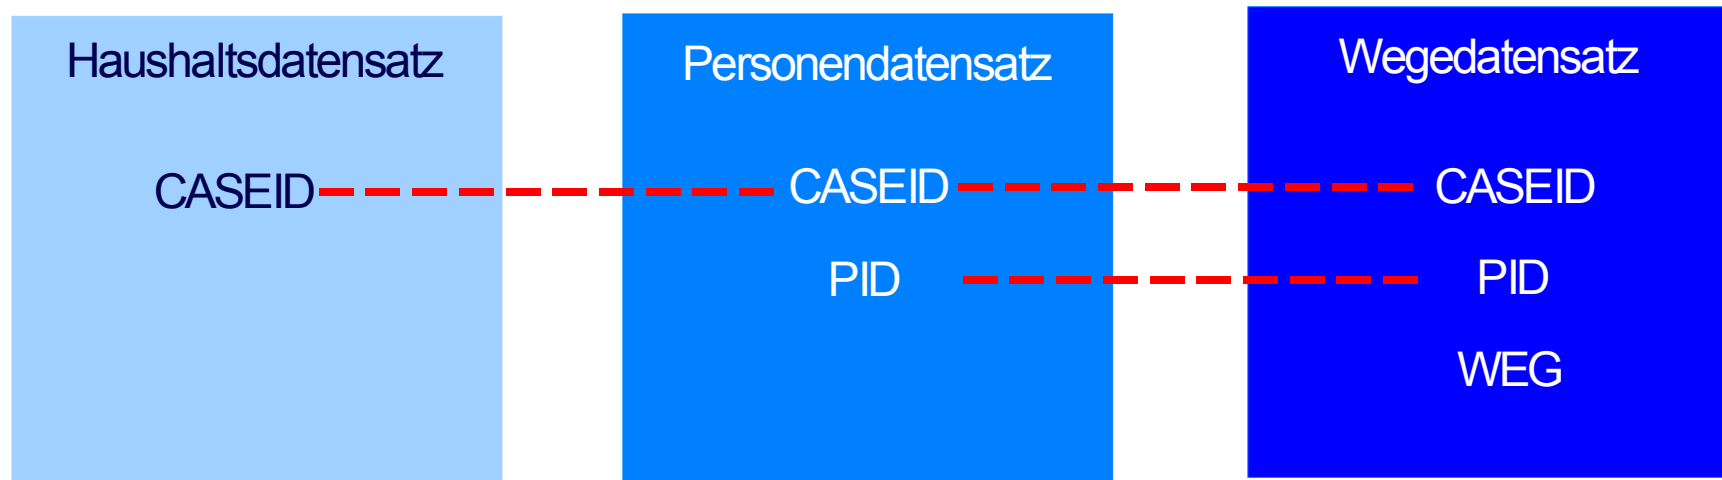 Haushaltsdatensatz
CASEID
Personendatensatz
CASEID
PID
Wegedatensatz
CASEID
PID
WEG